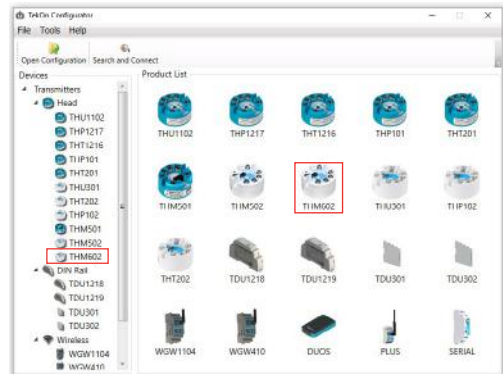 TekOn Configurator
File Tools Help
Open Configuration Search and Connect
Devices
Transmitters
Head
THU1102
THP1217
THT1216
THP101
THT201
THU301
THT202
THP102
THM501
THM502
THM602
DIN Rail
TDU1218
TDU1219
TDU301
TDU302
Wireless
WGW1104
WGW410
Product List
THU1102 THP1217 THT1216 THP101 THT201
THM501 THM502 THM602 THU301 THP102
THT202 TDU1218 TDU1219 TDU301 TDU302
WGW1104 WGW410 DUOS PLUS SERIAL